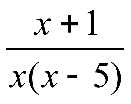 x + 1
x(x - 5)